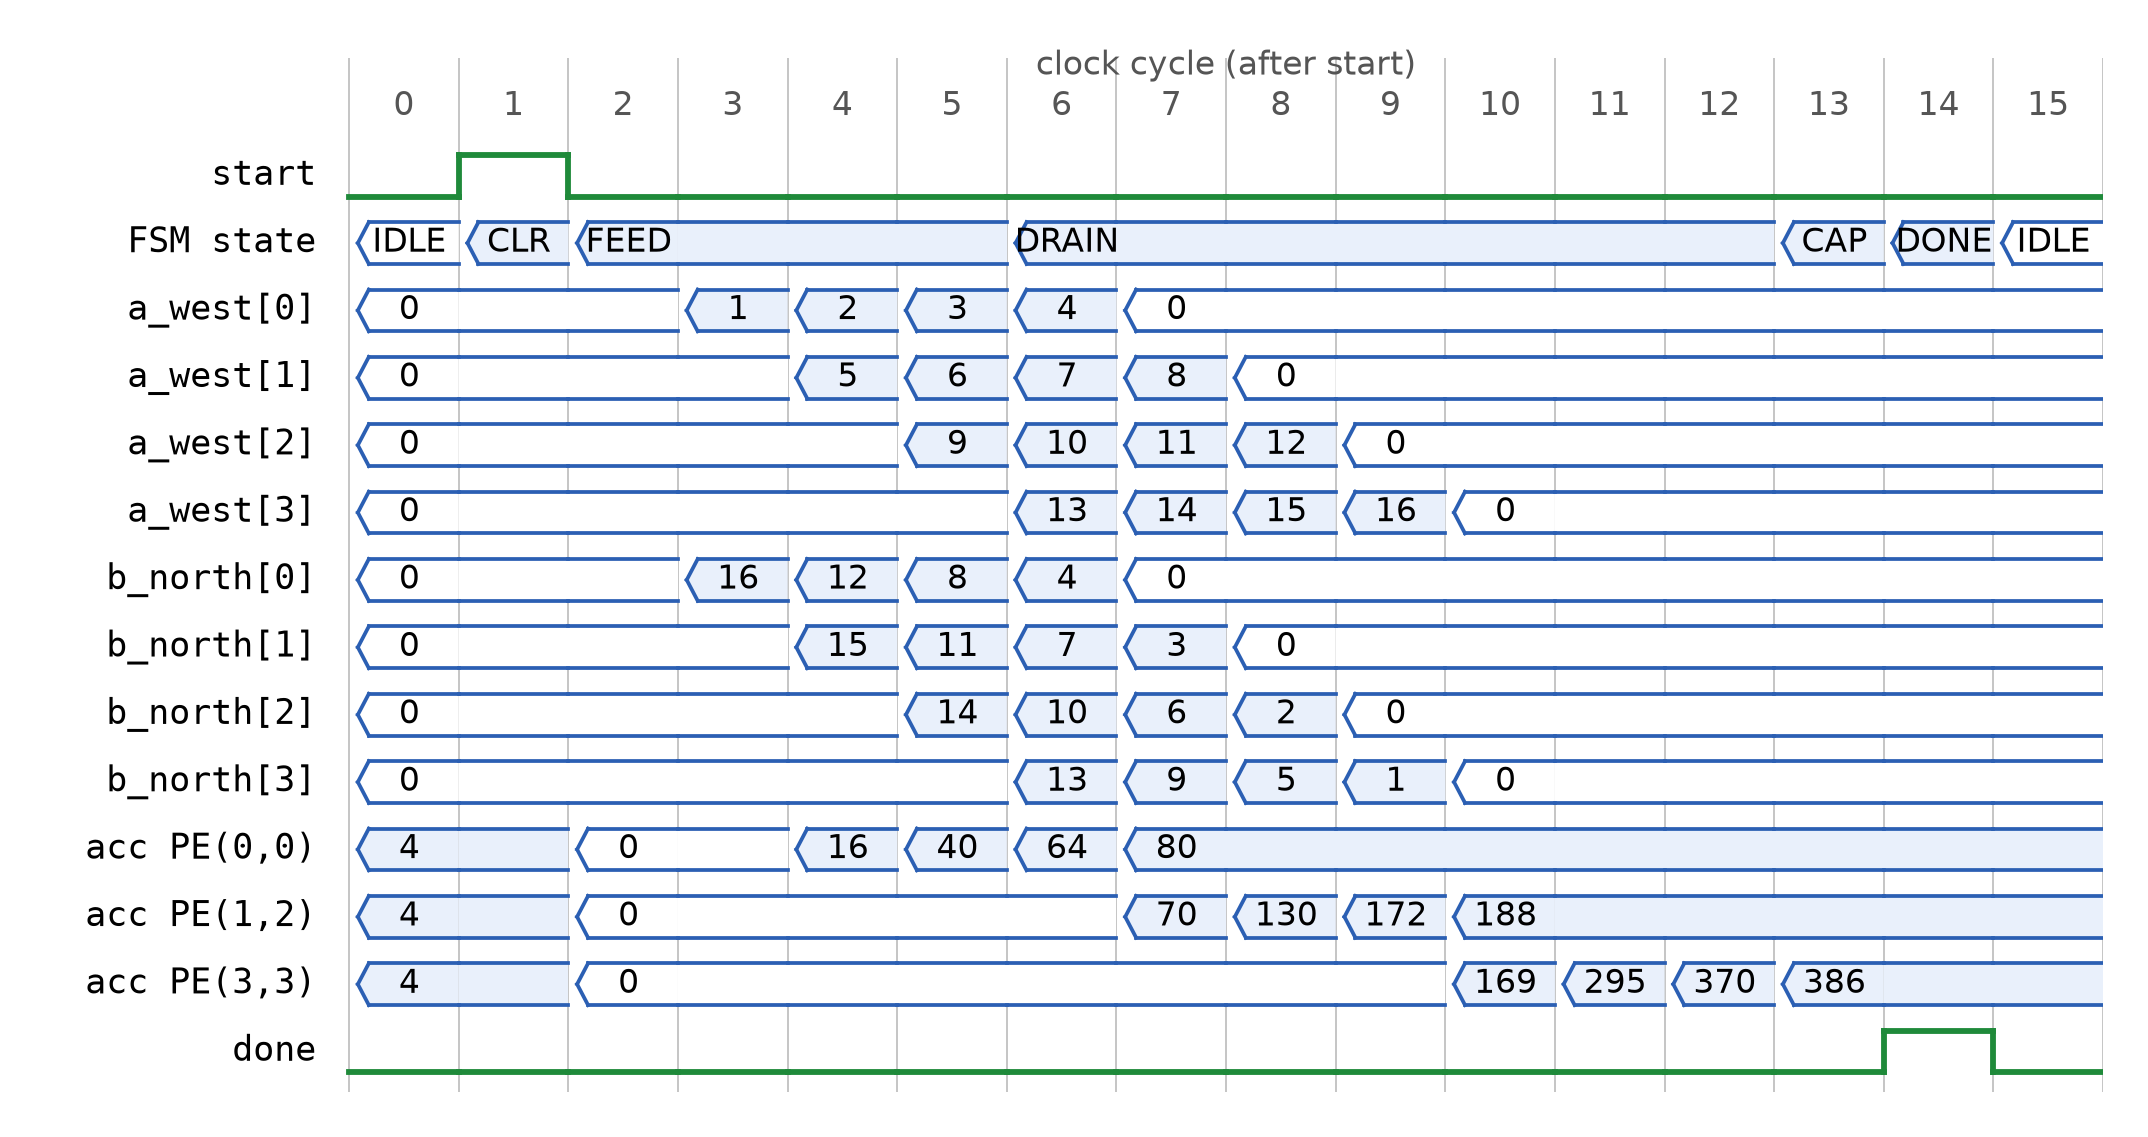 clock cycle (after start)
0 1 2 3 4 5 6 7 8 9 10 11 12 13 14 15
start
FSM state IDLE CLR FEED DRAIN CAP DONE IDLE
a_west[0] 0 1 2 3 4 0
a_west[1] 0 5 6 7 8 0
a_west[2] 0 9 10 11 12 0
a_west[3] 0 13 14 15 16 0
b_north[0] 0 16 12 8 4 0
b_north[1] 0 15 11 7 3 0
b_north[2] 0 14 10 6 2 0
b_north[3] 0 13 9 5 1 0
acc PE(0,0) 4 0 16 40 64 80
acc PE(1,2) 4 0 70 130 172 188
acc PE(3,3) 4 0 169 295 370 386
done